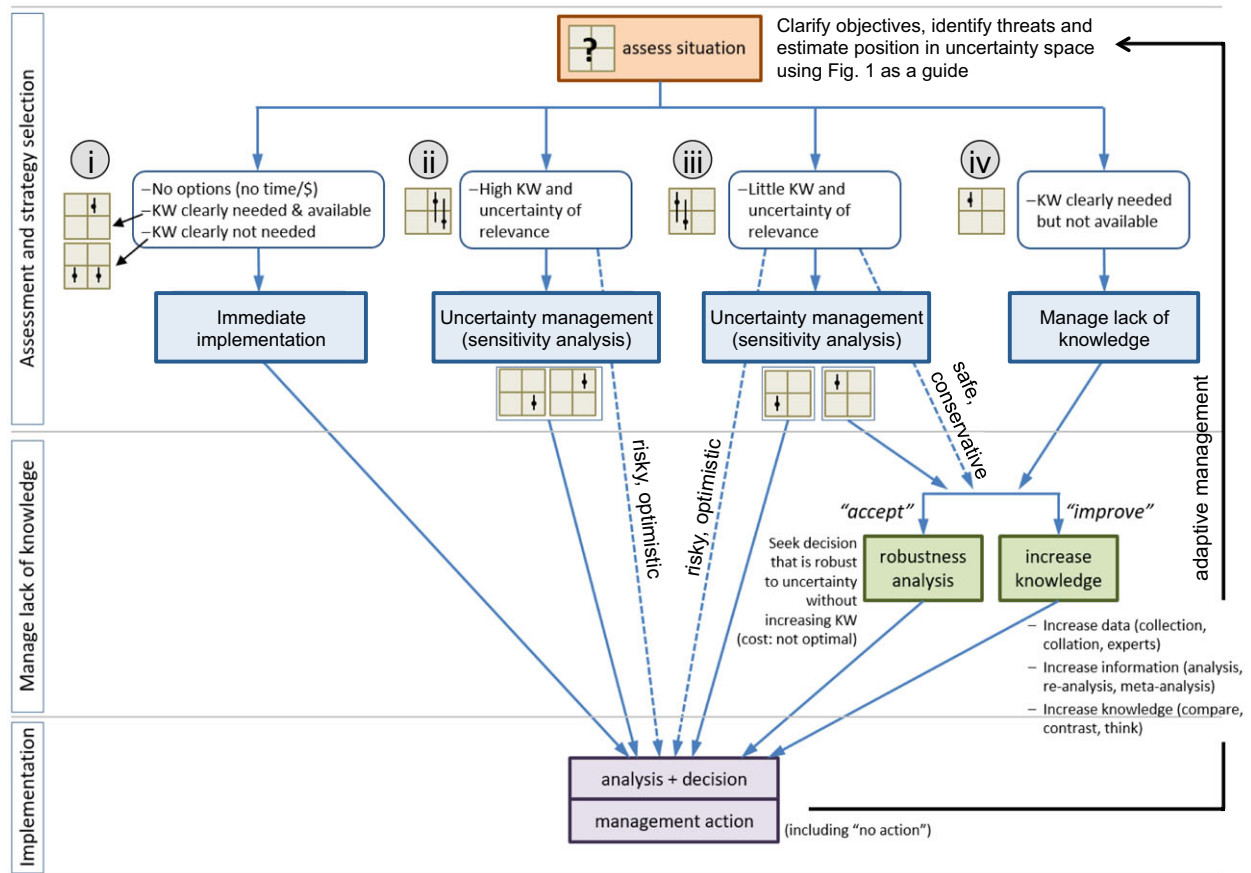 Assessment and strategy selection
?
assess situation
Clarify objectives, identify threats and
estimate position in uncertainty space
using Fig. 1 as a guide
i
–No options (no time/$)
–KW clearly needed & available
–KW clearly not needed
ii
–High KW and
uncertainty of
relevance
iii
–Little KW and
uncertainty of
relevance
iv
–KW clearly needed
but not available
Immediate
implementation
Uncertainty management
(sensitivity analysis)
Uncertainty management
(sensitivity analysis)
Manage lack of
knowledge
risky, optimistic
risky, optimistic
safe,
conservative
adaptive management
Manage lack of knowledge
"accept"
"improve"
Seek decision
that is robust
to uncertainty
without
increasing KW
(cost: not optimal)
robustness
analysis
increase
knowledge
– Increase data (collection,
collation, experts)
– Increase information (analysis,
re-analysis, meta-analysis)
– Increase knowledge (compare,
contrast, think)
Implementation
analysis + decision
management action
(including "no action")